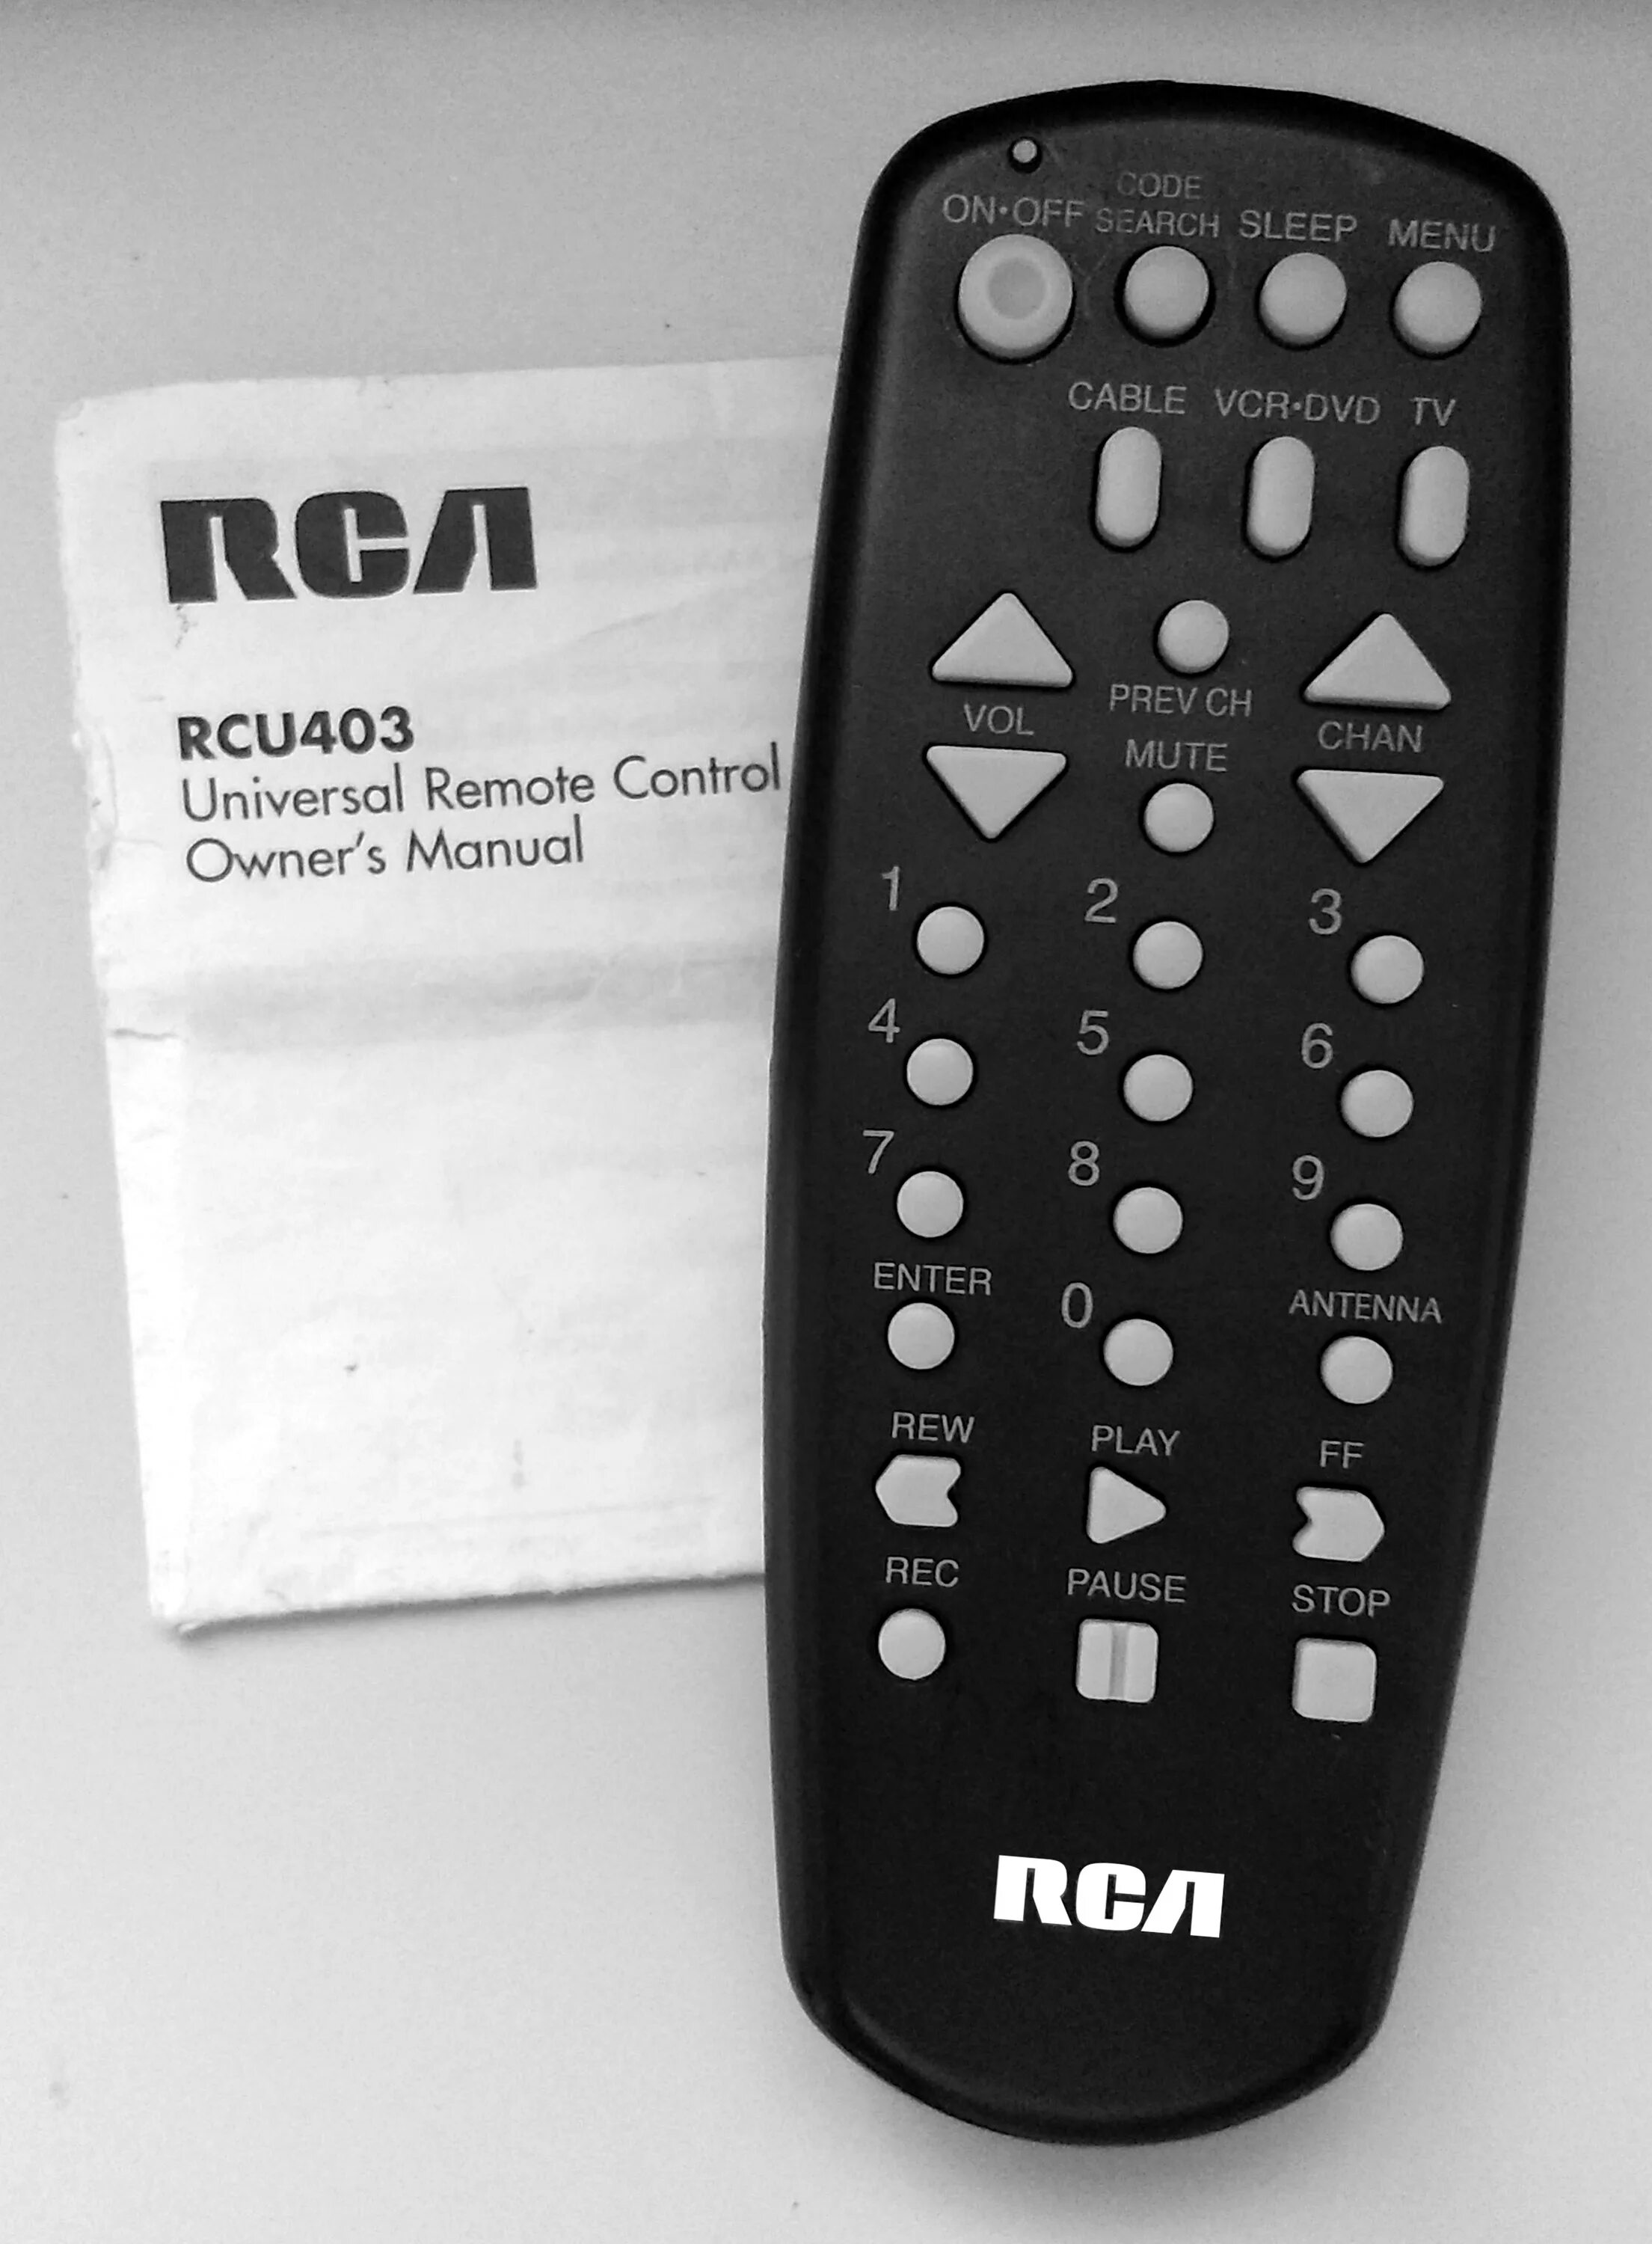 RCA
RCU403
Universal Remote Control
Owner's Manual
CODE
ON•OFF SEARCH SLEEP MENU
CABLE VCR•DVD TV
VOL PREV CH CHAN
MUTE
1 2 3
4 5 6
7 8 9
ENTER 0 ANTENNA
REW PLAY FF
REC PAUSE STOP
RCA